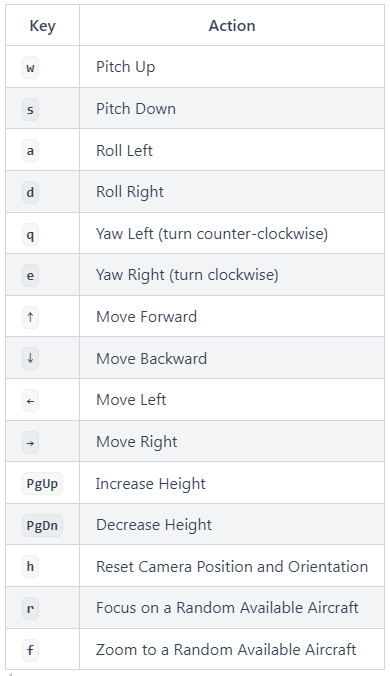 Key Action
w Pitch Up
s Pitch Down
a Roll Left
d Roll Right
q Yaw Left (turn counter-clockwise)
e Yaw Right (turn clockwise)
↑ Move Forward
↓ Move Backward
← Move Left
→ Move Right
PgUp Increase Height
PgDn Decrease Height
h Reset Camera Position and Orientation
r Focus on a Random Available Aircraft
f Zoom to a Random Available Aircraft